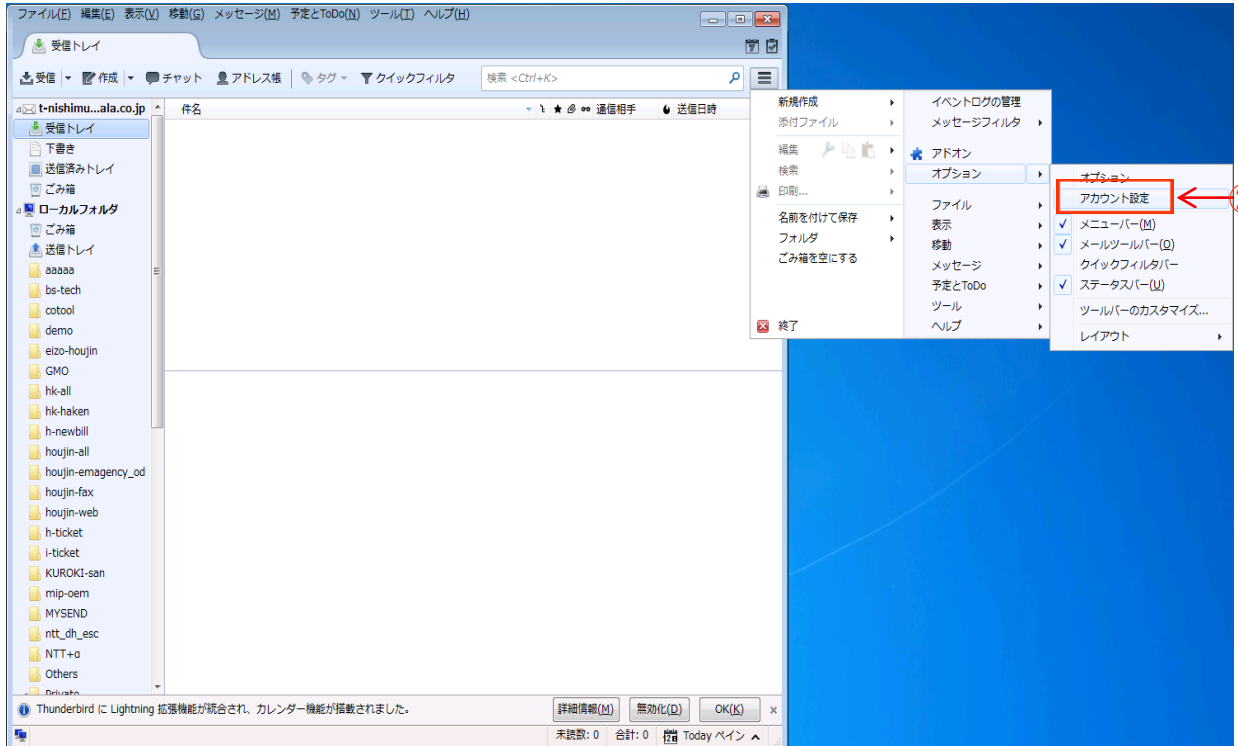 ファイル(F) 編集(E) 表示(V) 移動(G) メッセージ(M) 予定とToDo(N) ツール(T) ヘルプ(H)
受信トレイ
受信 作成 チャット アドレス帳 タグ クイックフィルタ 検索 <Ctrl+K>
t-nishimu...ala.co.jp
件名 通信相手 送信日時
受信トレイ
下書き
送信済みトレイ
ごみ箱
ローカルフォルダ
ごみ箱
送信トレイ
aaaaa
bs-tech
cotool
demo
eizo-houjin
GMO
hk-all
hk-haken
h-newbill
houjin-all
houjin-emagency_od
houjin-fax
houjin-web
h-ticket
i-ticket
KUROKI-san
mip-oem
MYSEND
ntt_dh_esc
NTT+α
Others
Private
新規作成
添付ファイル
編集
検索
印刷...
名前を付けて保存
フォルダ
ごみ箱を空にする
終了
イベントログの管理
メッセージフィルタ
アドオン
オプション
ファイル
表示
移動
メッセージ
予定とToDo
ツール
ヘルプ
オプション
アカウント設定
メニューバー(M)
メールツールバー(O)
クイックフィルタバー
ステータスバー(U)
ツールバーのカスタマイズ...
レイアウト
Thunderbird に Lightning 拡張機能が統合され、カレンダー機能が搭載されました。 詳細情報(M) 無効化(D) OK(K)
未読数: 0 合計: 0 Today ペイン